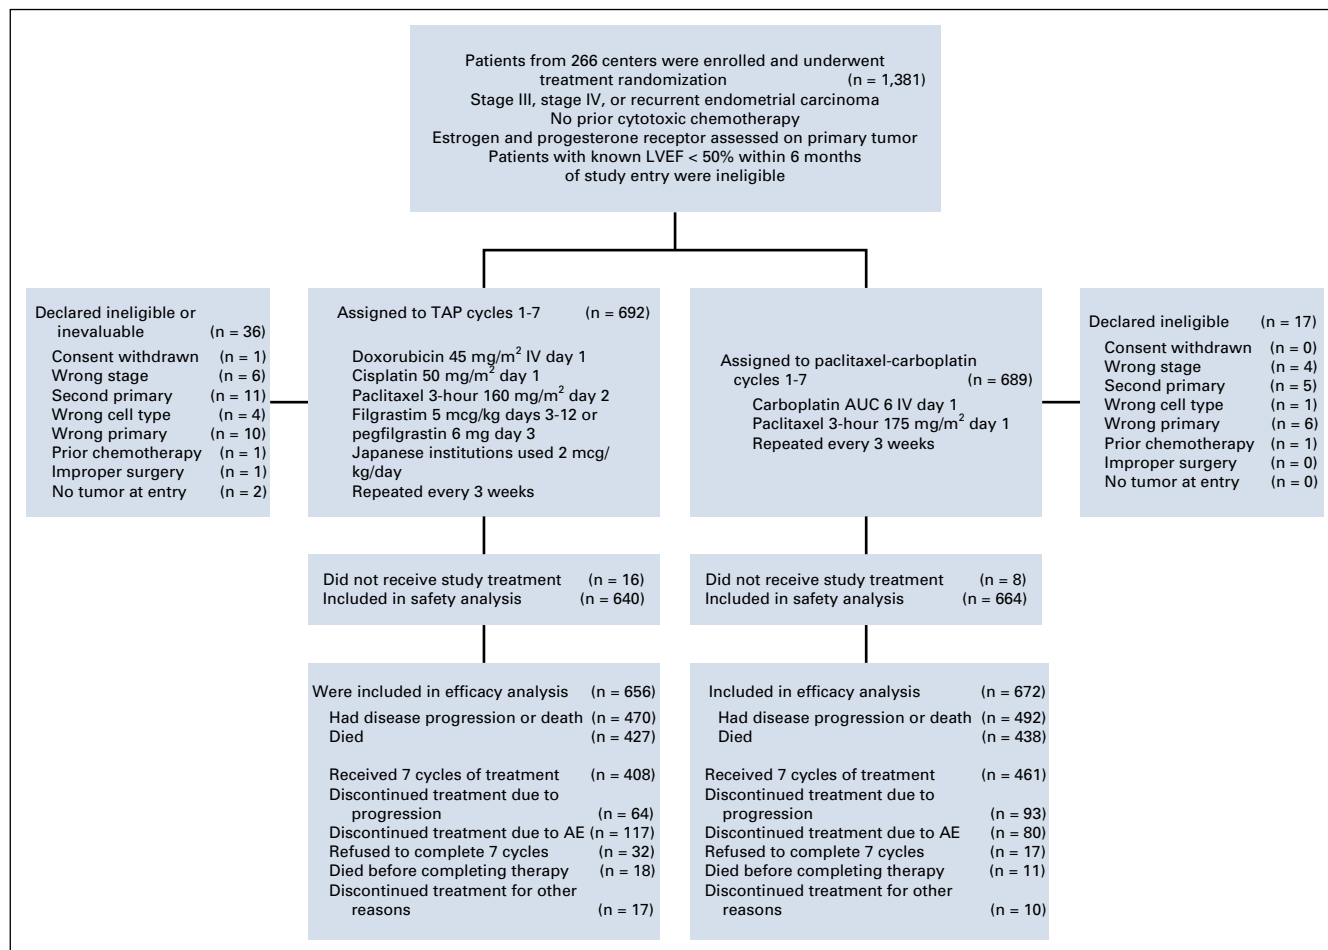 Patients from 266 centers were enrolled and underwent
treatment randomization (n = 1,381)
Stage III, stage IV, or recurrent endometrial carcinoma
No prior cytotoxic chemotherapy
Estrogen and progesterone receptor assessed on primary tumor
Patients with known LVEF < 50% within 6 months
of study entry were ineligible
Declared ineligible or
inevaluable (n = 36)
Consent withdrawn (n = 1)
Wrong stage (n = 6)
Second primary (n = 11)
Wrong cell type (n = 4)
Wrong primary (n = 10)
Prior chemotherapy (n = 1)
Improper surgery (n = 1)
No tumor at entry (n = 2)
Assigned to TAP cycles 1-7 (n = 692)
Doxorubicin 45 mg/m² IV day 1
Cisplatin 50 mg/m² day 1
Paclitaxel 3-hour 160 mg/m² day 2
Filgrastim 5 mcg/kg days 3-12 or
pegfilgrastin 6 mg day 3
Japanese institutions used 2 mcg/
kg/day
Repeated every 3 weeks
Assigned to paclitaxel-carboplatin
cycles 1-7 (n = 689)
Carboplatin AUC 6 IV day 1
Paclitaxel 3-hour 175 mg/m² day 1
Repeated every 3 weeks
Declared ineligible (n = 17)
Consent withdrawn (n = 0)
Wrong stage (n = 4)
Second primary (n = 5)
Wrong cell type (n = 1)
Wrong primary (n = 6)
Prior chemotherapy (n = 1)
Improper surgery (n = 0)
No tumor at entry (n = 0)
Did not receive study treatment (n = 16)
Included in safety analysis (n = 640)
Did not receive study treatment (n = 8)
Included in safety analysis (n = 664)
Were included in efficacy analysis (n = 656)
Had disease progression or death (n = 470)
Died (n = 427)
Received 7 cycles of treatment (n = 408)
Discontinued treatment due to
progression (n = 64)
Discontinued treatment due to AE (n = 117)
Refused to complete 7 cycles (n = 32)
Died before completing therapy (n = 18)
Discontinued treatment for other
reasons (n = 17)
Included in efficacy analysis (n = 672)
Had disease progression or death (n = 492)
Died (n = 438)
Received 7 cycles of treatment (n = 461)
Discontinued treatment due to
progression (n = 93)
Discontinued treatment due to AE (n = 80)
Refused to complete 7 cycles (n = 17)
Died before completing therapy (n = 11)
Discontinued treatment for other
reasons (n = 10)